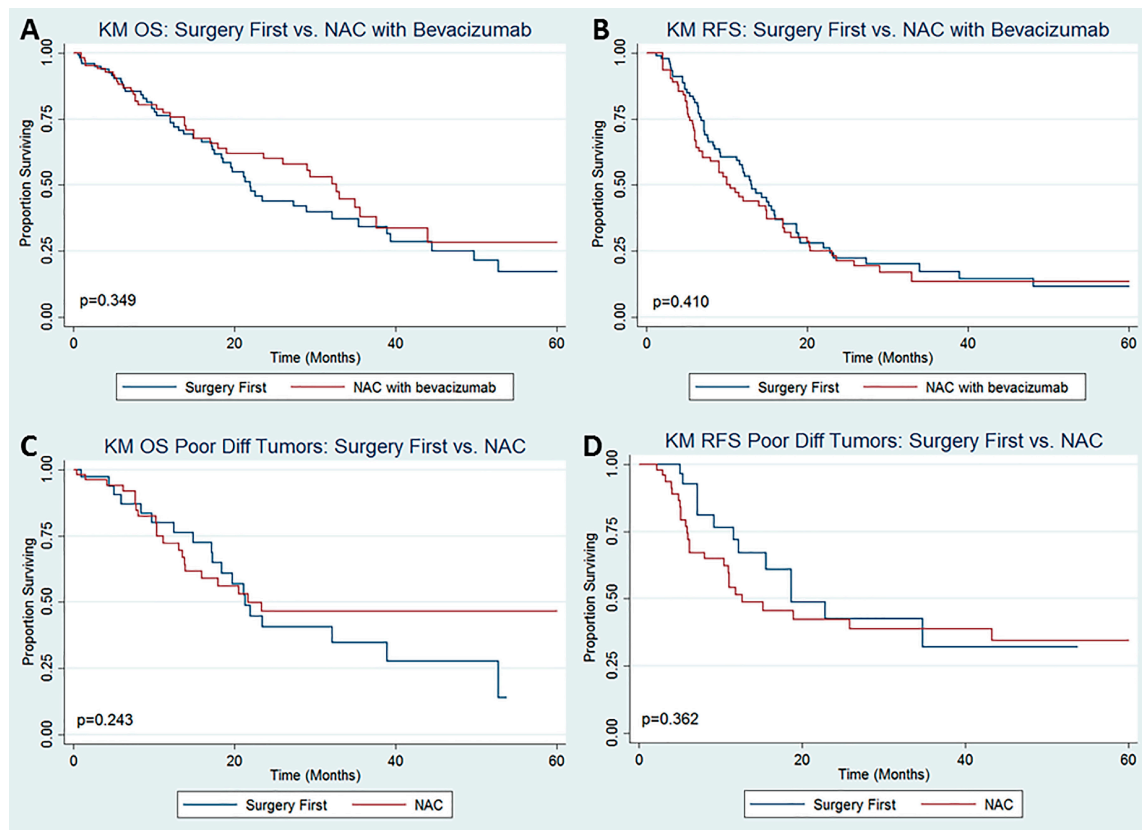 A
KM OS: Surgery First vs. NAC with Bevacizumab
Proportion Surviving
1.00
0.75
0.50
0.25
0.00
p=0.349
0 20 40 60
Time (Months)
Surgery First NAC with bevacizumab
B
KM RFS: Surgery First vs. NAC with Bevacizumab
Proportion Surviving
1.00
0.75
0.50
0.25
0.00
p=0.410
0 20 40 60
Time (Months)
Surgery First NAC with bevacizumab
C
KM OS Poor Diff Tumors: Surgery First vs. NAC
Proportion Surviving
1.00
0.75
0.50
0.25
0.00
p=0.243
0 20 40 60
Time (Months)
Surgery First NAC
D
KM RFS Poor Diff Tumors: Surgery First vs. NAC
Proportion Surviving
1.00
0.75
0.50
0.25
0.00
p=0.362
0 20 40 60
Time (Months)
Surgery First NAC